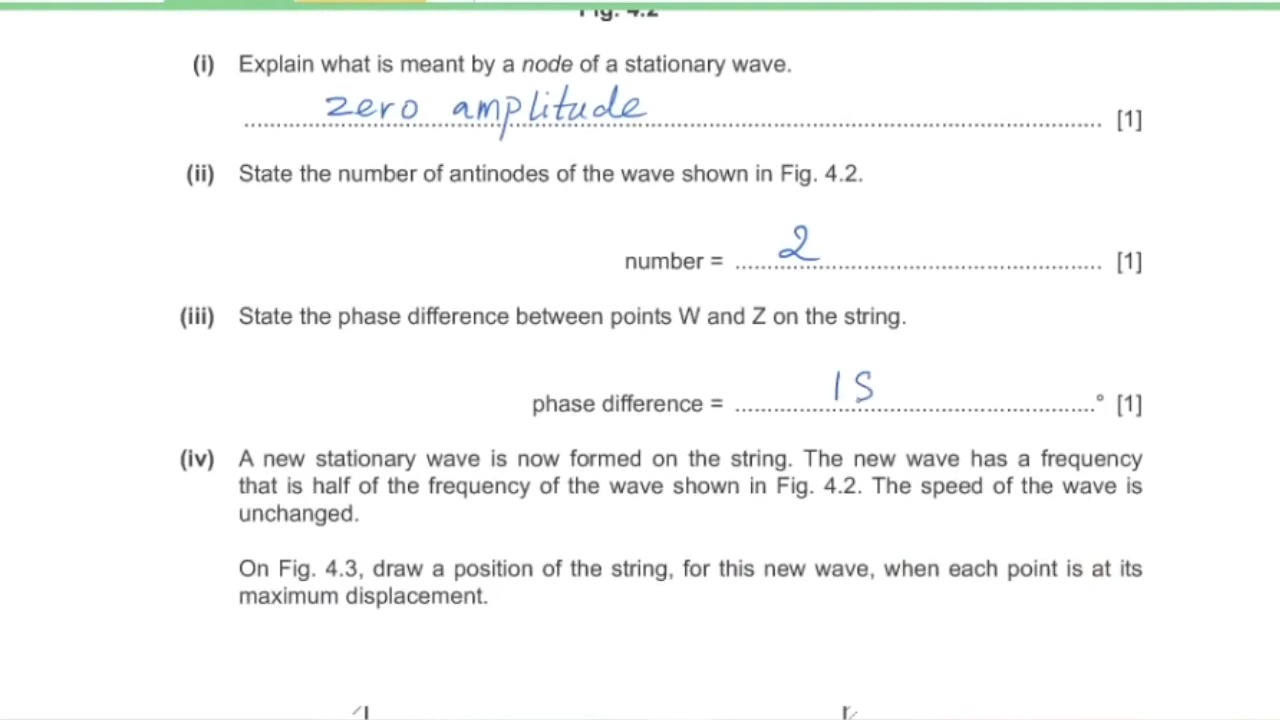 Fig. 4.2
(i) Explain what is meant by a node of a stationary wave.
zero amplitude [1]
(ii) State the number of antinodes of the wave shown in Fig. 4.2.
2
number = [1]
(iii) State the phase difference between points W and Z on the string.
18
phase difference = ° [1]
(iv) A new stationary wave is now formed on the string. The new wave has a frequency
that is half of the frequency of the wave shown in Fig. 4.2. The speed of the wave is
unchanged.
On Fig. 4.3, draw a position of the string, for this new wave, when each point is at its
maximum displacement.